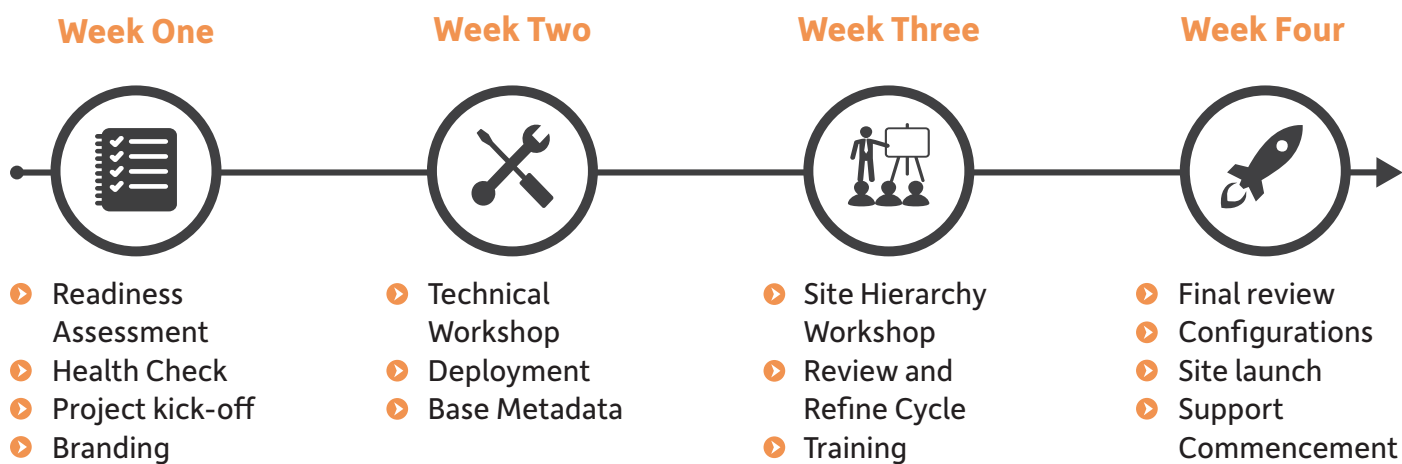 Week One
Readiness
Assessment
Health Check
Project kick-off
Branding
Week Two
Technical
Workshop
Deployment
Base Metadata
Week Three
Site Hierarchy
Workshop
Review and
Refine Cycle
Training
Week Four
Final review
Configurations
Site launch
Support
Commencement